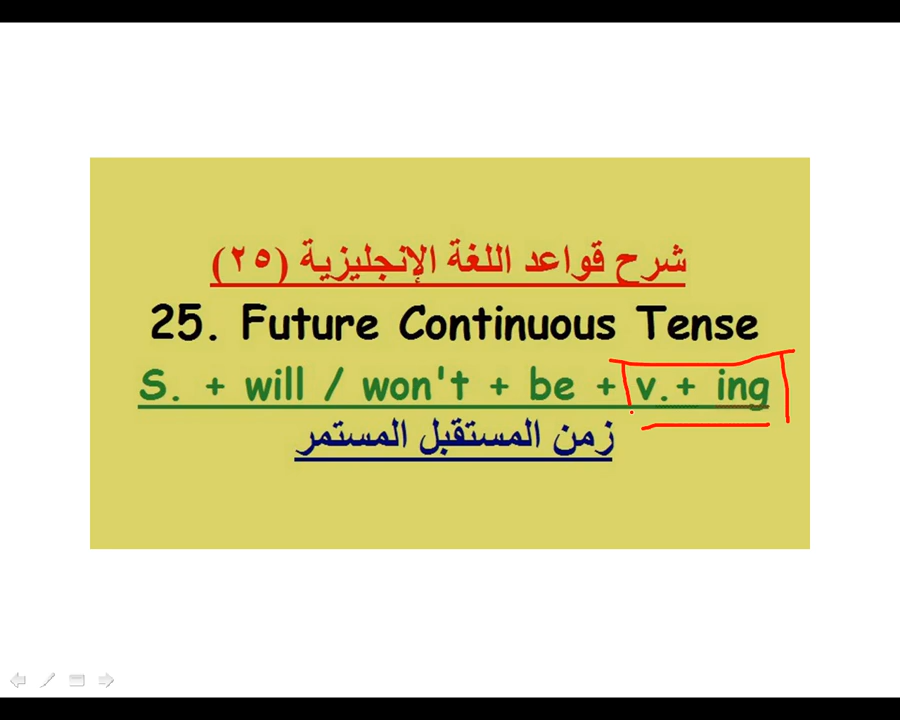 شرح قواعد اللغة الإنجليزية (٢٥)
25. Future Continuous Tense
S. + will / won't + be + v.+ ing
زمن المستقبل المستمر